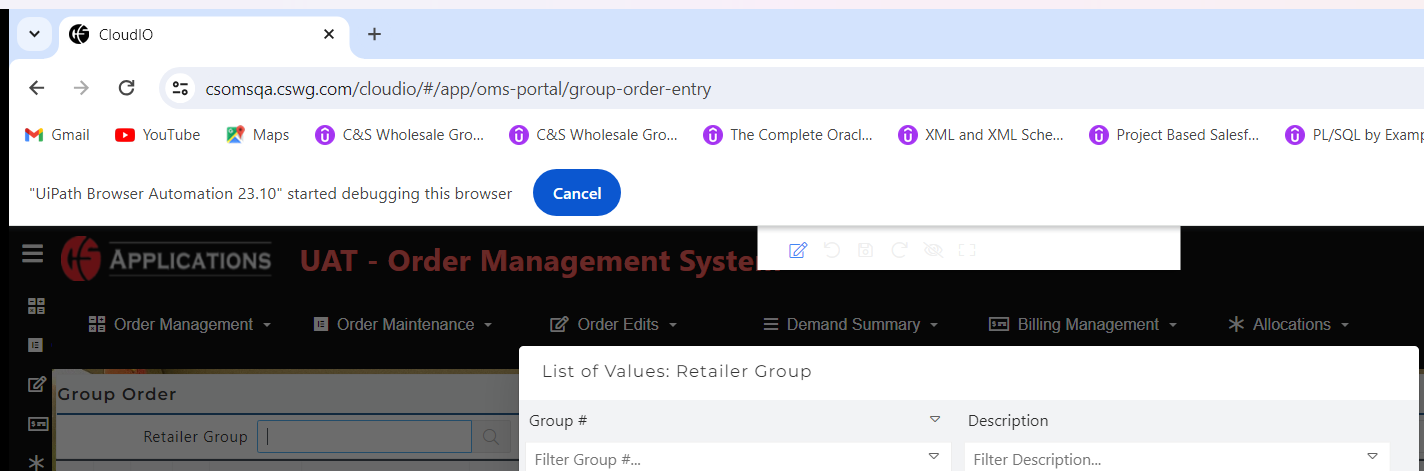 CloudIO
csomsqa.cswg.com/cloudio/#/app/oms-portal/group-order-entry
Gmail YouTube Maps C&S Wholesale Gro... C&S Wholesale Gro... The Complete Oracl... XML and XML Sche... Project Based Salesf... PL/SQL by Examp
"UiPath Browser Automation 23.10" started debugging this browser Cancel
APPLICATIONS UAT - Order Management System
Order Management Order Maintenance Order Edits Demand Summary Billing Management Allocations
List of Values: Retailer Group
Group Order
Group # Description
Retailer Group
Filter Group #... Filter Description...